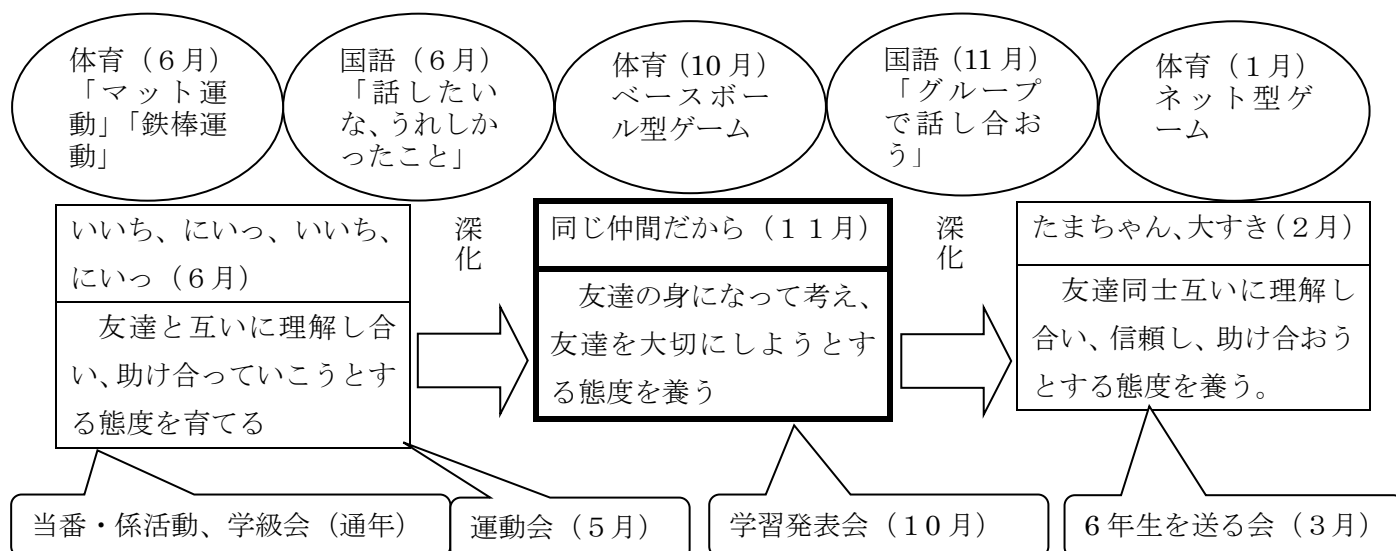 体育（６月）
「マット運
動」「鉄棒運
動」
国語（６月）
「話したい
な、うれしか
ったこと」
体育（10 月）
ベースボー
ル型ゲーム
国語（11 月）
「グループ
で話し合お
う」
体育（１月）
ネット型ゲ
ーム
いいち、にいっ、いいち、
にいっ（６月）
友達と互いに理解し合
い、助け合っていこうとす
る態度を育てる
深化
同じ仲間だから（１１月）
友達の身になって考え、
友達を大切にしようとす
る態度を養う
深化
たまちゃん、大すき（２月）
友達同士互いに理解し
合い、信頼し、助け合おう
とする態度を養う。
当番・係活動、学級会（通年）
運動会（５月）
学習発表会（10 月）
6 年生を送る会（３月）